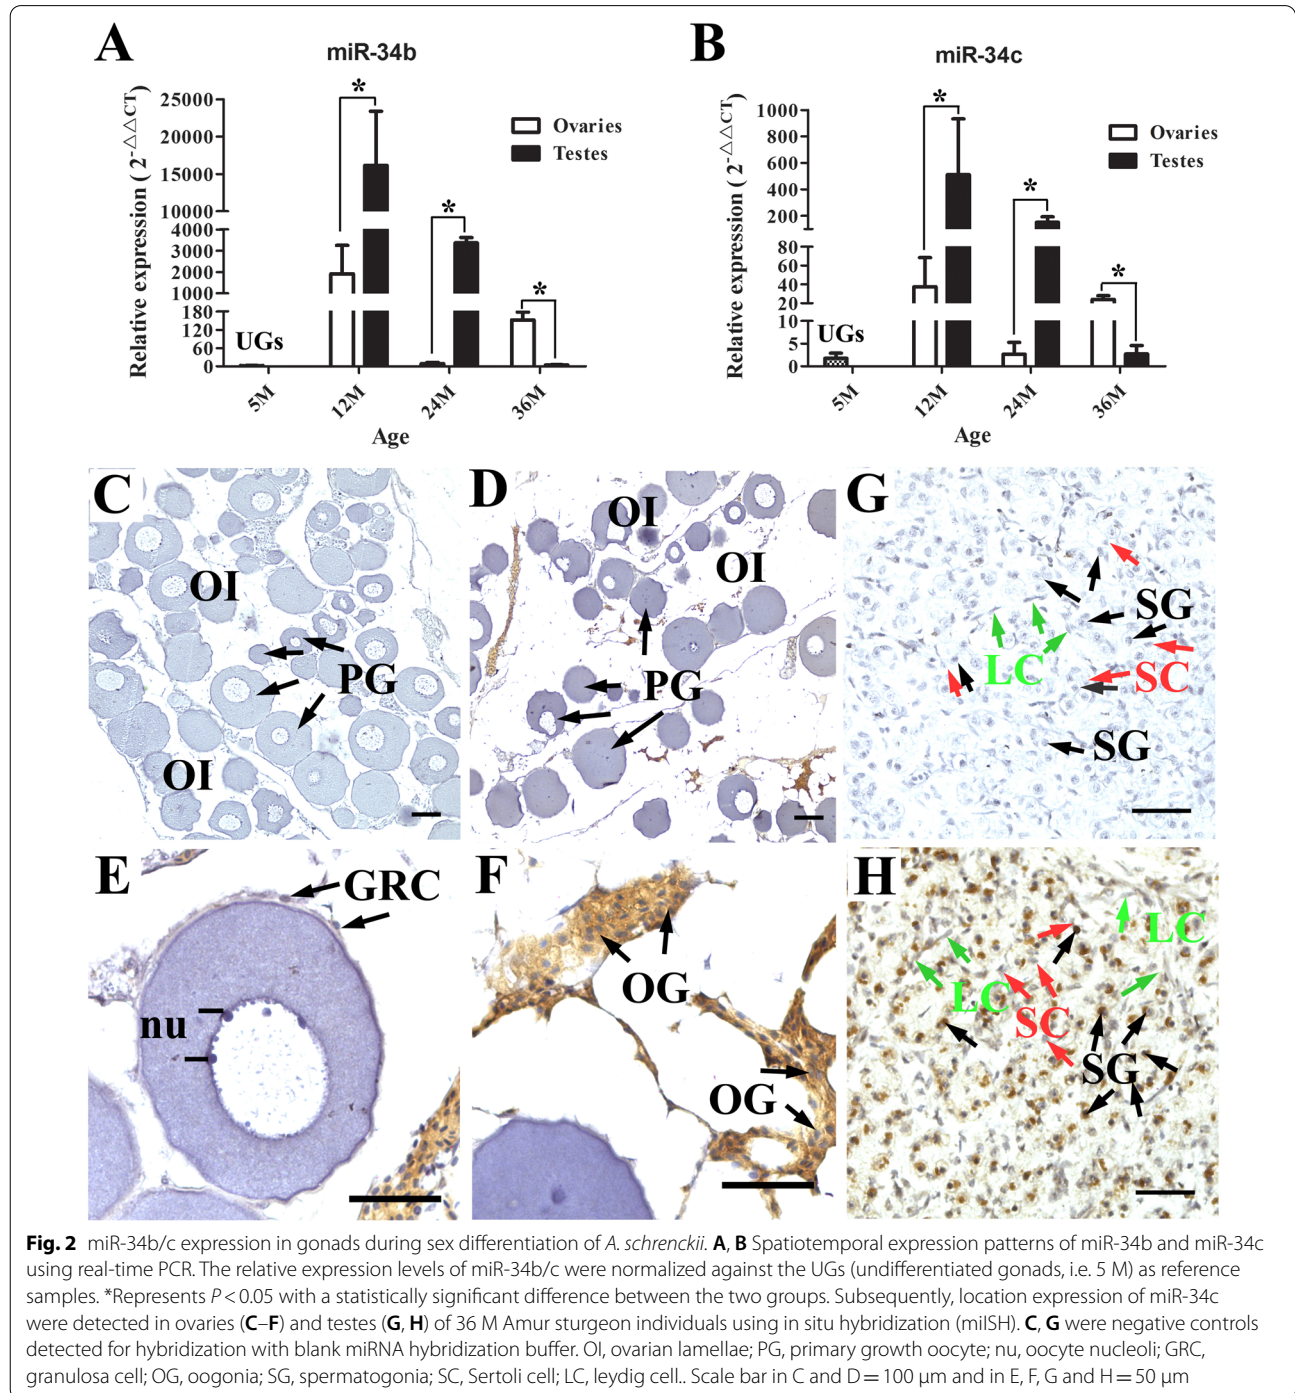 A
miR-34b
Relative expression ( 2-△△CT)
25000
20000
15000
10000
4000
3000
2000
1000
180
120
60
0
UGs
*
*
*
Ovaries
Testes
5M
12M
24M
36M
Age
B
miR-34c
Relative expression ( 2-△△CT)
1000
800
600
400
200
80
60
40
20
10
5
0
UGs
*
*
*
Ovaries
Testes
5M
12M
24M
36M
Age
C
OI
PG
OI
D
OI
OI
PG
G
SG
LC
SC
SG
E
GRC
nu
F
OG
OG
H
LC
LC
SC
SG
Fig. 2 miR-34b/c expression in gonads during sex differentiation of A. schrenckii. A, B Spatiotemporal expression patterns of miR-34b and miR-34c
using real-time PCR. The relative expression levels of miR-34b/c were normalized against the UGs (undifferentiated gonads, i.e. 5 M) as reference
samples. *Represents P < 0.05 with a statistically significant difference between the two groups. Subsequently, location expression of miR-34c
were detected in ovaries (C–F) and testes (G, H) of 36 M Amur sturgeon individuals using in situ hybridization (miISH). C, G were negative controls
detected for hybridization with blank miRNA hybridization buffer. OI, ovarian lamellae; PG, primary growth oocyte; nu, oocyte nucleoli; GRC,
granulosa cell; OG, oogonia; SG, spermatogonia; SC, Sertoli cell; LC, leydig cell.. Scale bar in C and D = 100 μm and in E, F, G and H = 50 μm